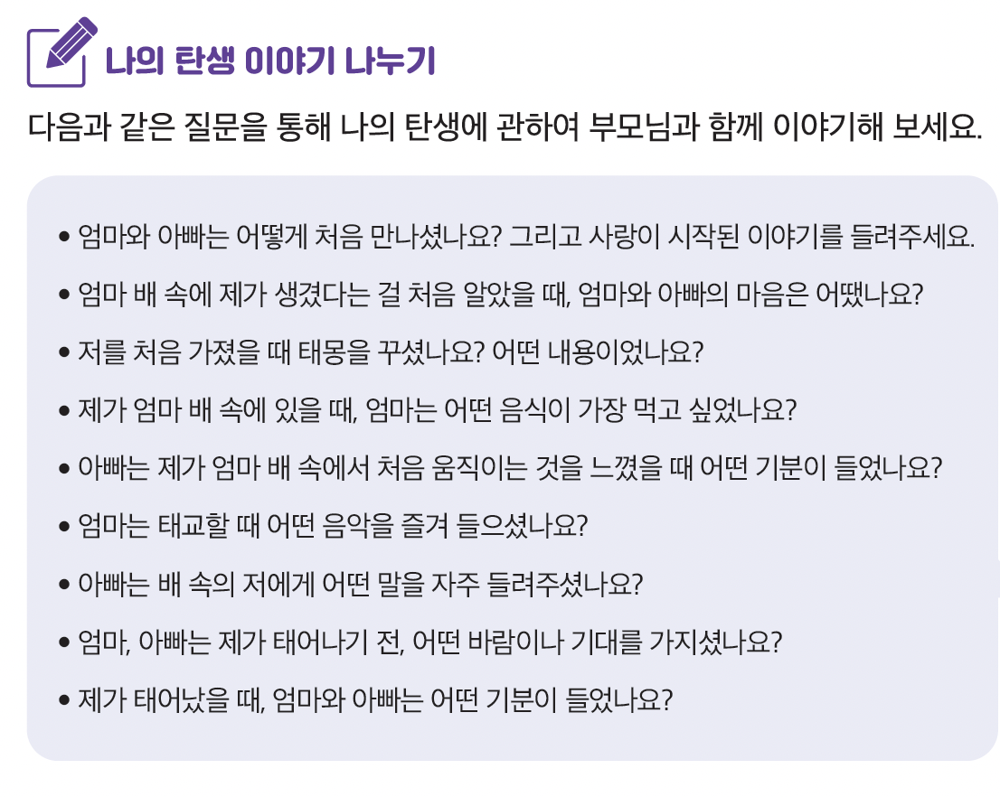 나의 탄생 이야기 나누기
다음과 같은 질문을 통해 나의 탄생에 관하여 부모님과 함께 이야기해 보세요.
• 엄마와 아빠는 어떻게 처음 만나셨나요? 그리고 사랑이 시작된 이야기를 들려주세요.
• 엄마 배 속에 제가 생겼다는 걸 처음 알았을 때, 엄마와 아빠의 마음은 어땠나요?
• 저를 처음 가졌을 때 태몽을 꾸셨나요? 어떤 내용이었나요?
• 제가 엄마 배 속에 있을 때, 엄마는 어떤 음식이 가장 먹고 싶었나요?
• 아빠는 제가 엄마 배 속에서 처음 움직이는 것을 느꼈을 때 어떤 기분이 들었나요?
• 엄마는 태교할 때 어떤 음악을 즐겨 들으셨나요?
• 아빠는 배 속의 저에게 어떤 말을 자주 들려주셨나요?
• 엄마, 아빠는 제가 태어나기 전, 어떤 바람이나 기대를 가지셨나요?
• 제가 태어났을 때, 엄마와 아빠는 어떤 기분이 들었나요?